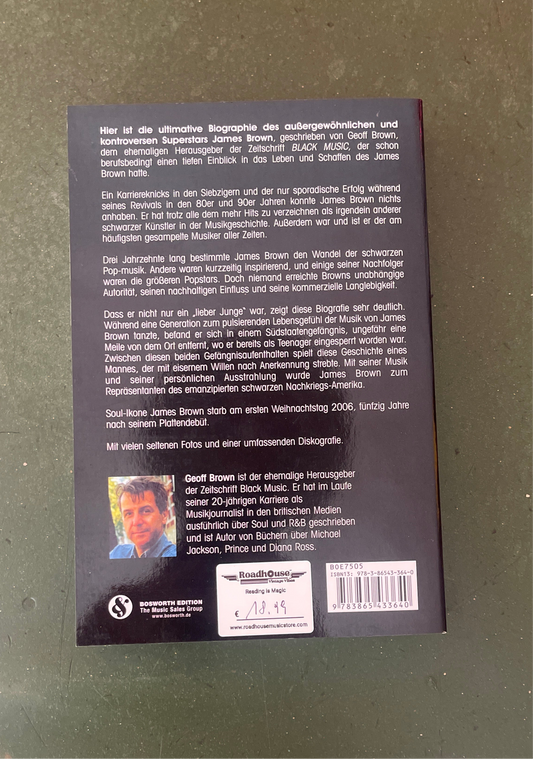 Hier ist die ultimative Biographie des außergewöhnlichen und
kontroversen Superstars James Brown, geschrieben von Geoff Brown,
dem ehemaligen Herausgeber der Zeitschrift BLACK MUSIC, der schon
berufsbedingt einen tiefen Einblick in das Leben und Schaffen des James
Brown hatte.
Ein Karriereknicks in den Siebzigern und der nur sporadische Erfolg während
seines Revivals in den 80er und 90er Jahren konnte James Brown nichts
anhaben. Er hat trotz alle dem mehr Hits zu verzeichnen als irgendein anderer
schwarzer Künstler in der Musikgeschichte. Außerdem war und ist er der am
häufigsten gesampelte Musiker aller Zeiten.
Drei Jahrzehnte lang bestimmte James Brown den Wandel der schwarzen
Pop-musik. Andere waren kurzzeitig inspirierend, und einige seiner Nachfolger
waren die größeren Popstars. Doch niemand erreichte Browns unabhängige
Autorität, seinen nachhaltigen Einfluss und seine kommerzielle Langlebigkeit.
Dass er nicht nur ein „lieber Junge" war, zeigt diese Biografie sehr deutlich.
Während eine Generation zum pulsierenden Lebensgefühl der Musik von James
Brown tanzte, befand er sich in einem Südstaatengefängnis, ungefähr eine
Meile von dem Ort entfernt, wo er bereits als Teenager eingesperrt worden war.
Zwischen diesen beiden Gefängnisaufenthalten spielt diese Geschichte eines
Mannes, der mit eisernem Willen nach Anerkennung strebte. Mit seiner Musik
und seiner persönlichen Ausstrahlung wurde James Brown zum
Repräsentanten des emanzipierten schwarzen Nachkriegs-Amerika.
Soul-Ikone James Brown starb am ersten Weihnachtstag 2006, fünfzig Jahre
nach seinem Plattendebüt.
Mit vielen seltenen Fotos und einer umfassenden Diskografie.
Geoff Brown ist der ehemalige Herausgeber
der Zeitschrift Black Music. Er hat im Laufe
seiner 20-jährigen Karriere als
Musikjournalist in den britischen Medien
ausführlich über Soul und R&B geschrieben
und ist Autor von Büchern über Michael
Jackson, Prince und Diana Ross.
BOSWORTH EDITION
The Music Sales Group
www.bosworth.de
RoadHouse
Vintage Vibes
Reading is Magic
€ 18,99
www.roadhousemusicstore.com
BOE7505
ISBN13: 978-3-86543-364-0
9 783865 433640